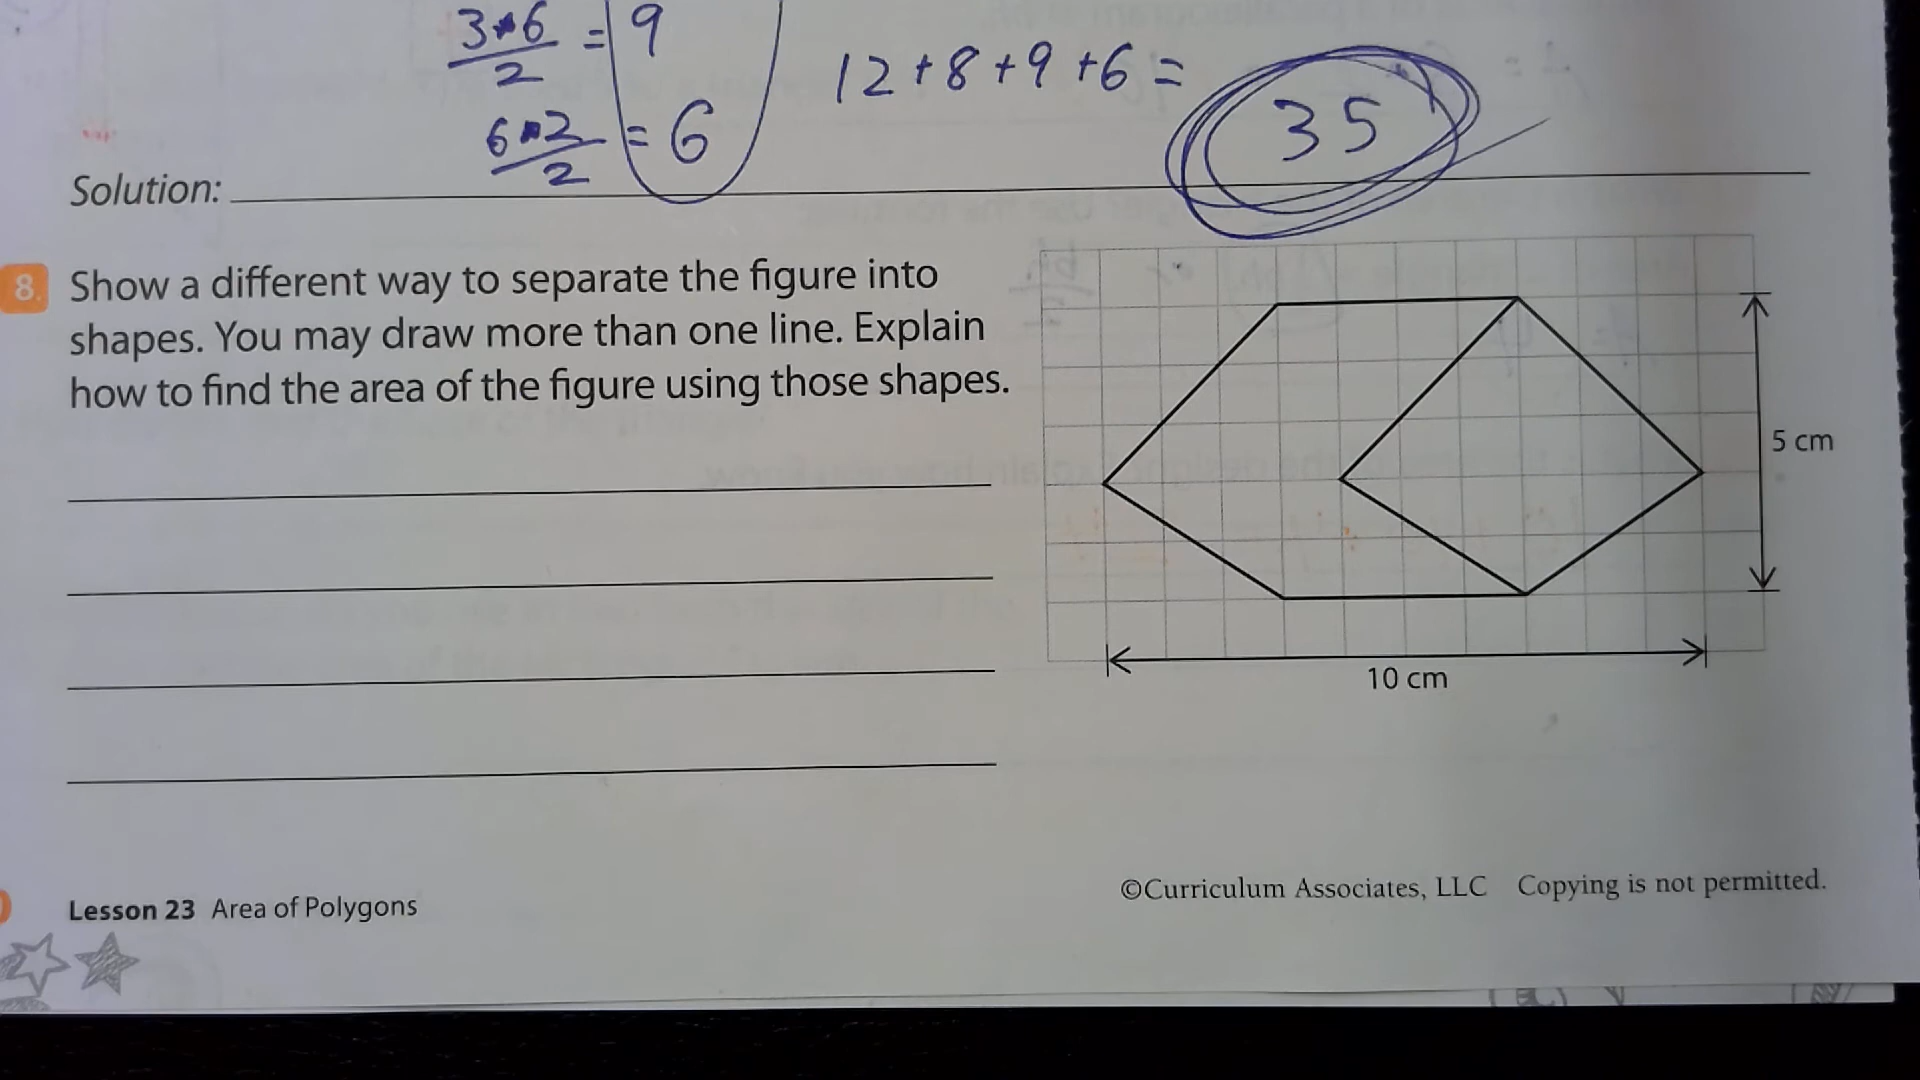 3•6/2 = 9
12 + 8 + 9 + 6 = 35
6•2/2 = 6
Solution:
8. Show a different way to separate the figure into
shapes. You may draw more than one line. Explain
how to find the area of the figure using those shapes.
5 cm
10 cm
©Curriculum Associates, LLC Copying is not permitted.
Lesson 23 Area of Polygons